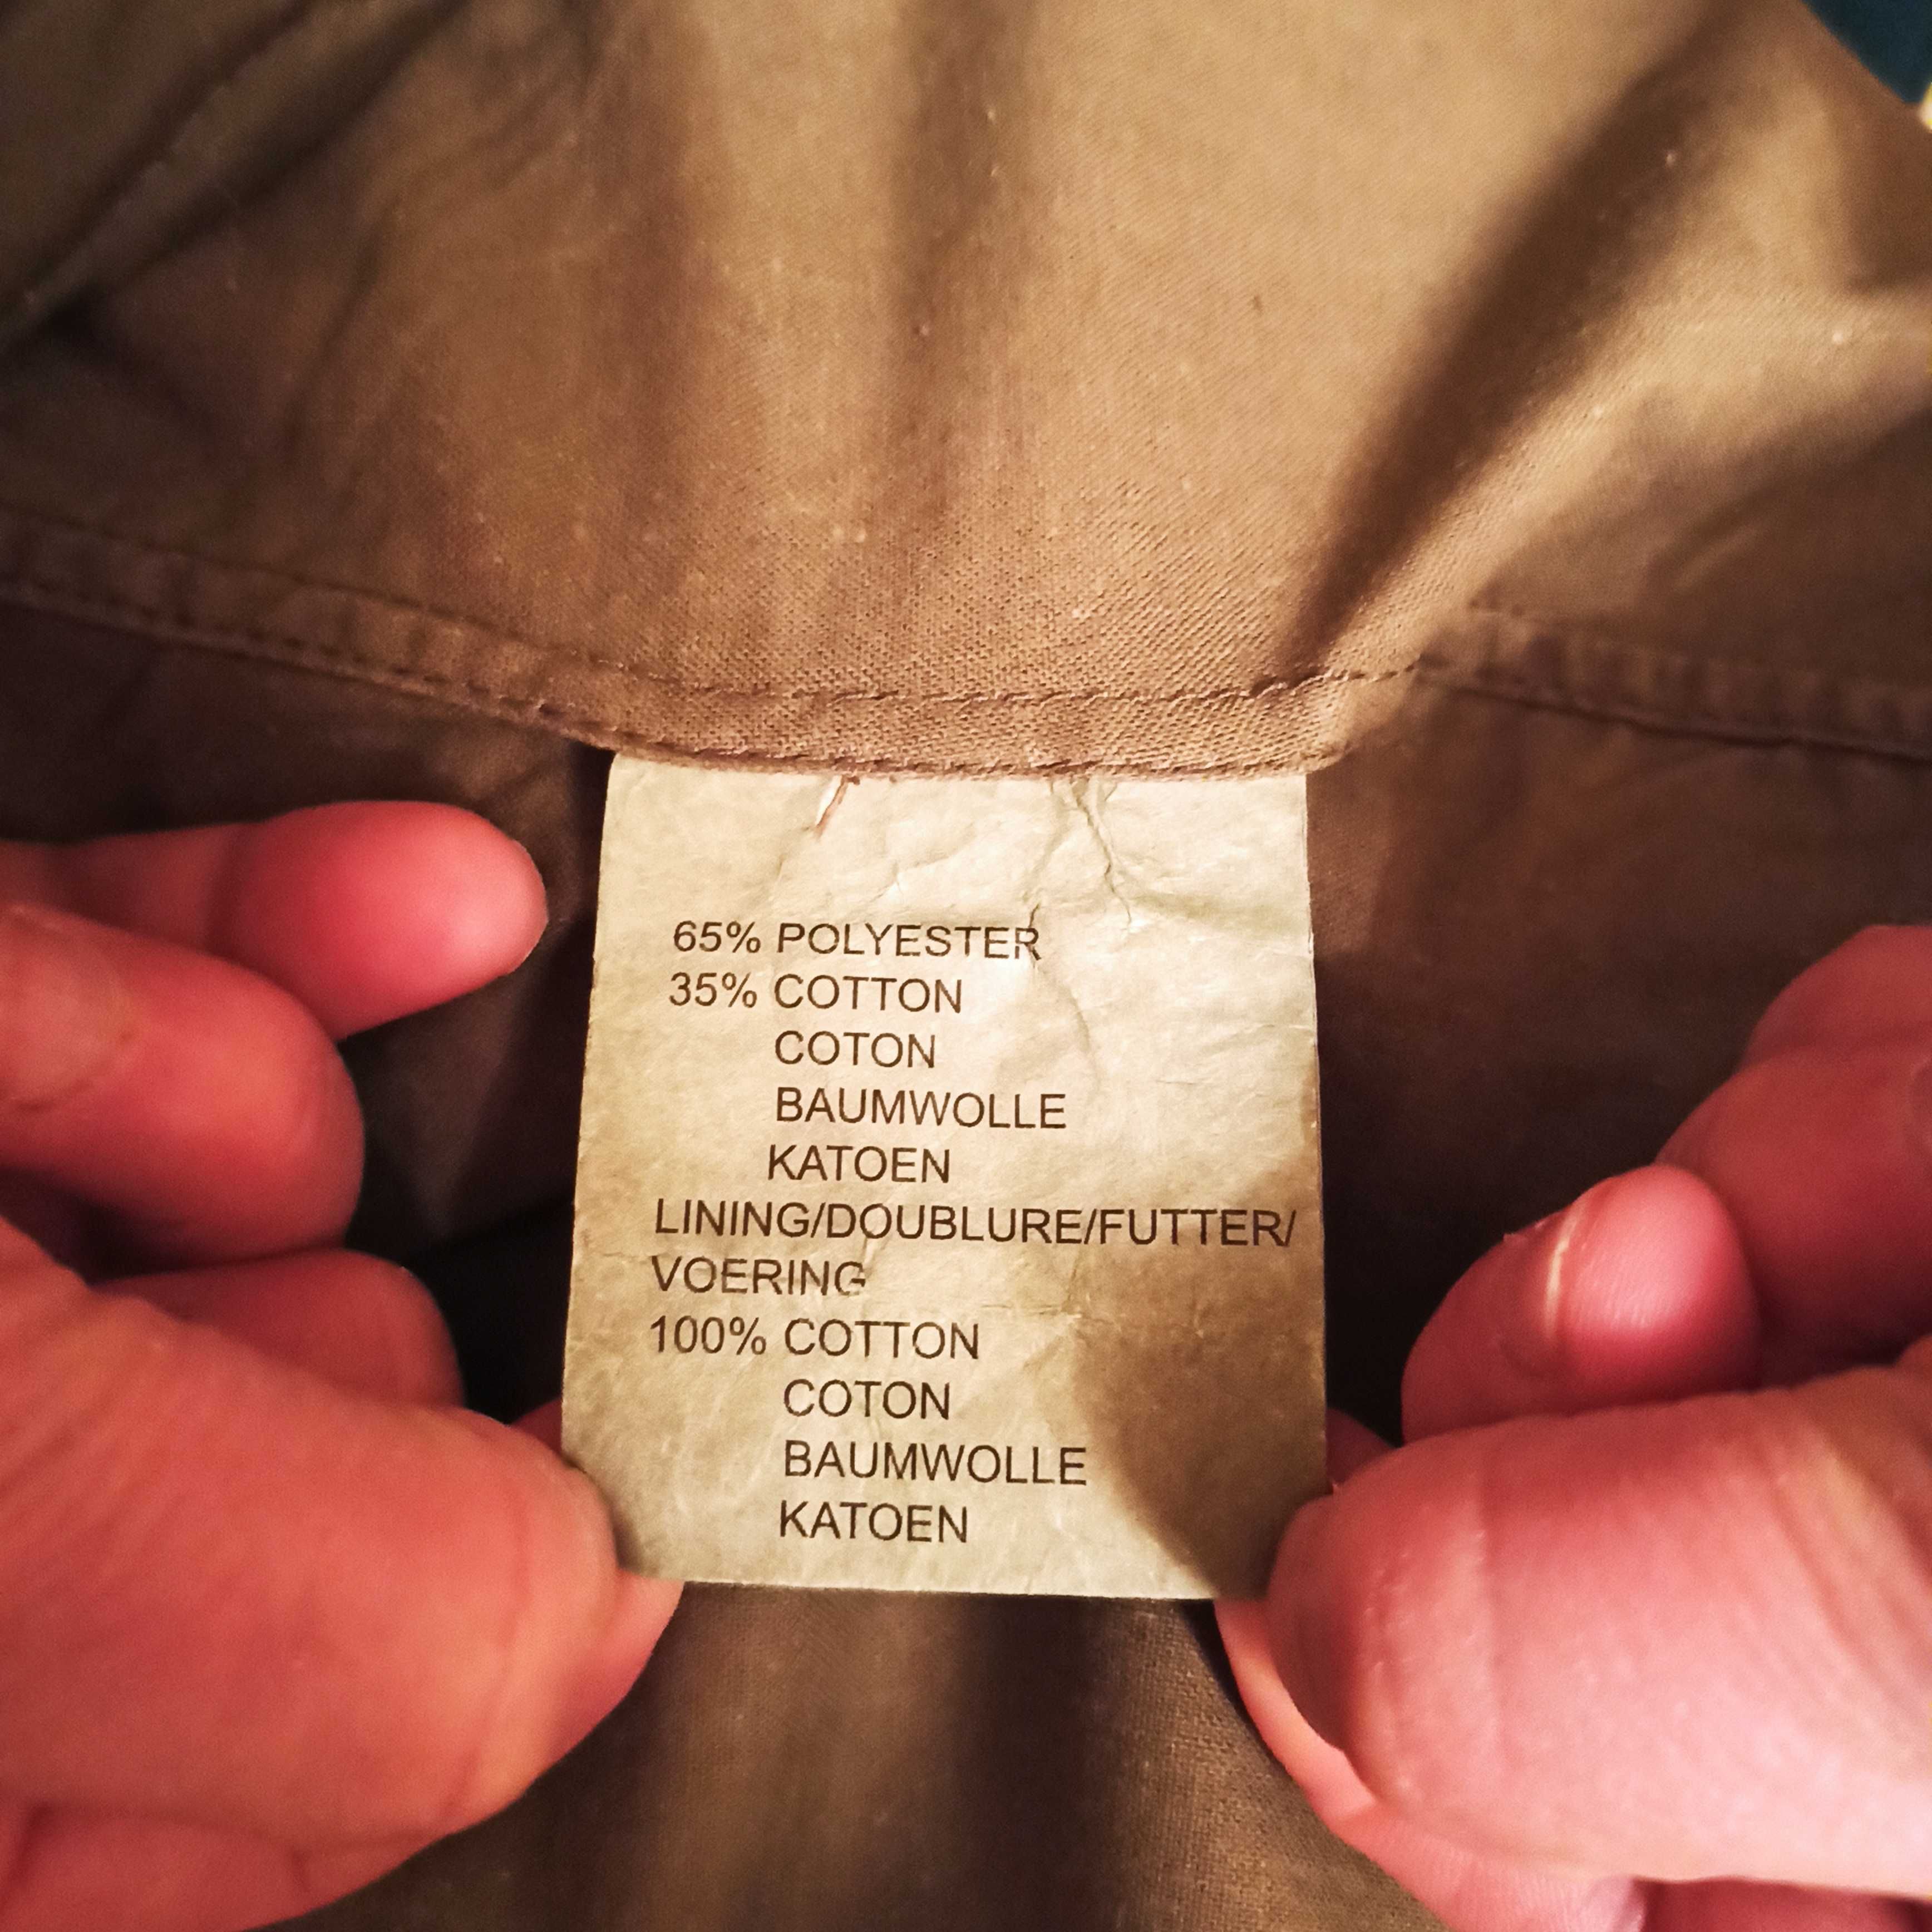 65% POLYESTER
35% COTTON
COTON
BAUMWOLLE
KATOEN
LINING/DOUBLURE/FUTTER/
VOERING
100% COTTON
COTON
BAUMWOLLE
KATOEN